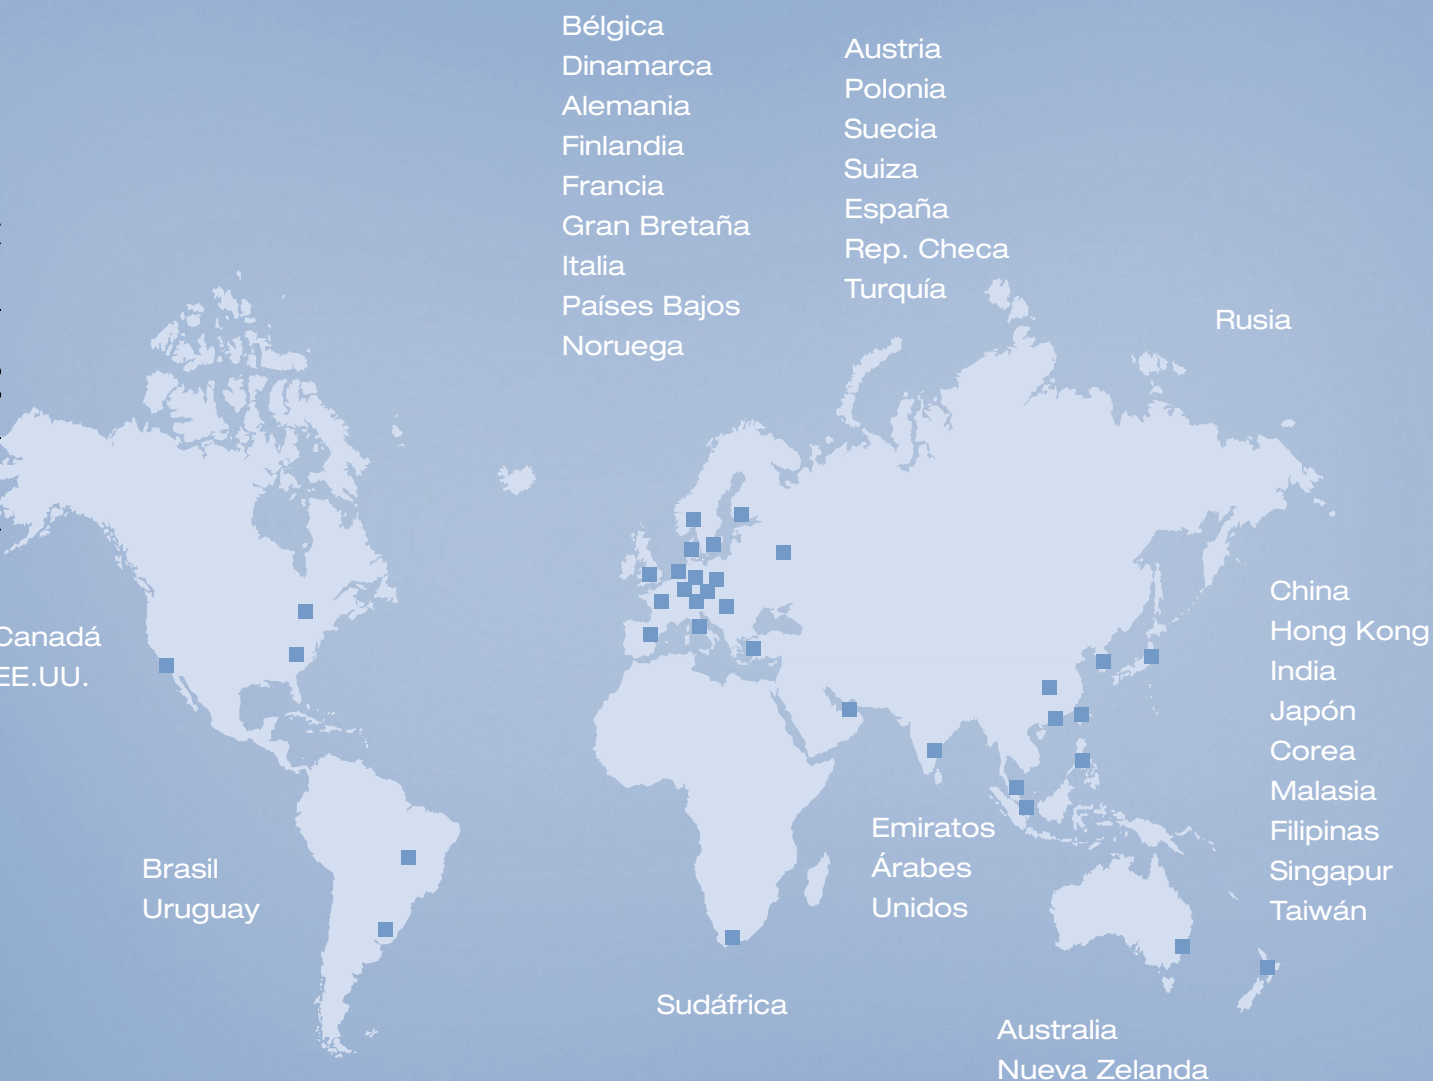 Bélgica
Dinamarca
Alemania
Finlandia
Francia
Gran Bretaña
Italia
Países Bajos
Noruega
Austria
Polonia
Suecia
Suiza
España
Rep. Checa
Turquía
Rusia
Canadá
EE.UU.
China
Hong Kong
India
Japón
Corea
Malasia
Filipinas
Singapur
Taiwán
Brasil
Uruguay
Emiratos
Árabes
Unidos
Sudáfrica
Australia
Nueva Zelanda